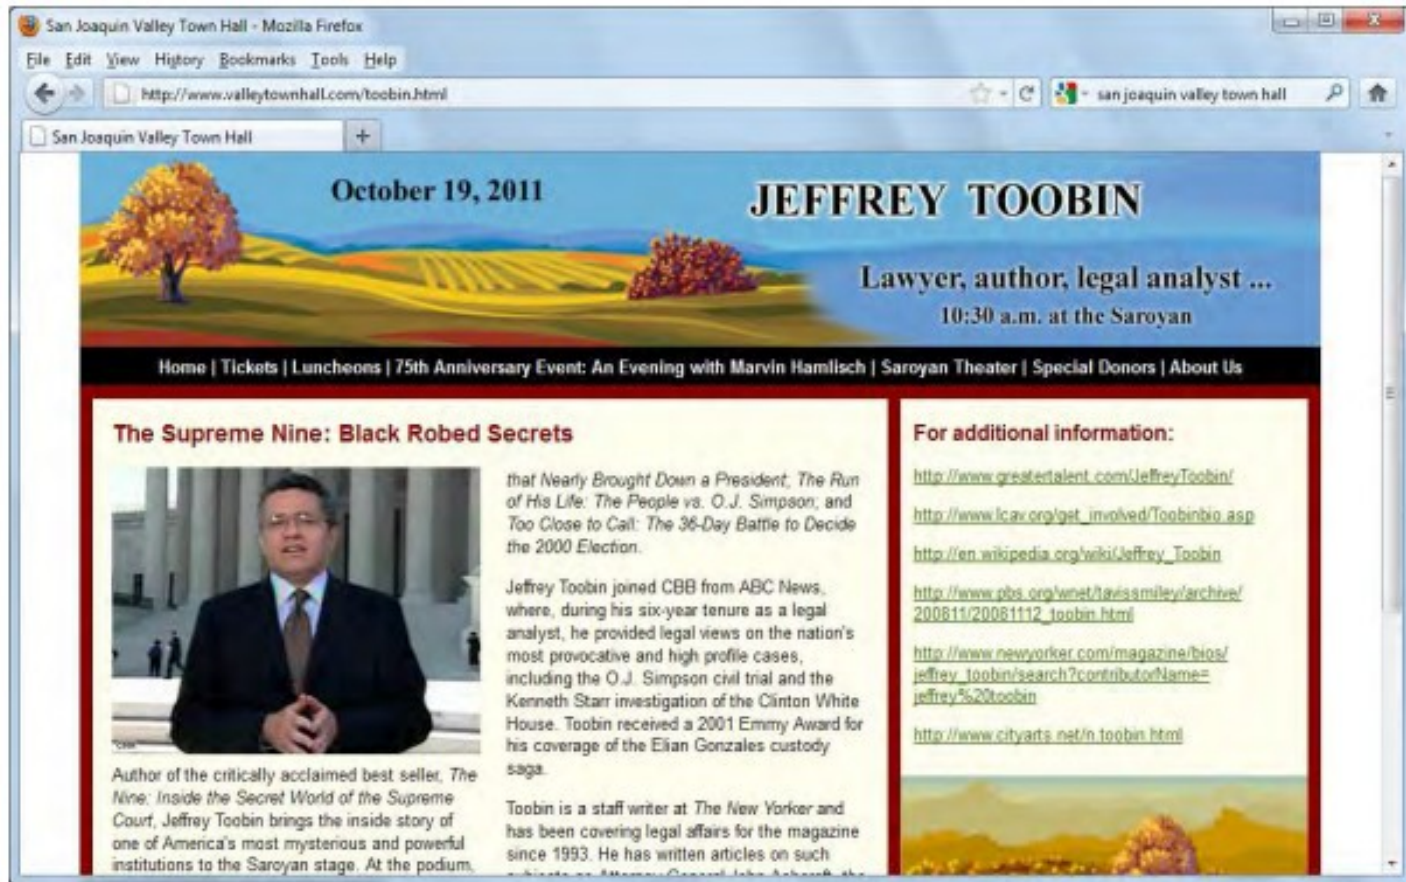 San Joaquin Valley Town Hall - Mozilla Firefox
File Edit View History Bookmarks Tools Help
http://www.valleytownhall.com/toobin.html
san joaquin valley town hall
San Joaquin Valley Town Hall
October 19, 2011
JEFFREY TOOBIN
Lawyer, author, legal analyst ...
10:30 a.m. at the Saroyan
Home | Tickets | Luncheons | 75th Anniversary Event: An Evening with Marvin Hamlisch | Saroyan Theater | Special Donors | About Us
The Supreme Nine: Black Robed Secrets
Author of the critically acclaimed best seller, The
Nine: Inside the Secret World of the Supreme
Court, Jeffrey Toobin brings the inside story of
one of America's most mysterious and powerful
institutions to the Saroyan stage. At the podium,
that Nearly Brought Down a President; The Run
of His Life: The People vs. O.J. Simpson; and
Too Close to Call: The 36-Day Battle to Decide
the 2000 Election.
Jeffrey Toobin joined CBB from ABC News,
where, during his six-year tenure as a legal
analyst, he provided legal views on the nation's
most provocative and high profile cases,
including the O.J. Simpson civil trial and the
Kenneth Starr investigation of the Clinton White
House. Toobin received a 2001 Emmy Award for
his coverage of the Elian Gonzales custody
saga.
Toobin is a staff writer at The New Yorker and
has been covering legal affairs for the magazine
since 1993. He has written articles on such
For additional information:
http://www.greatertalent.com/JeffreyToobin/
http://www.lcav.org/get_involved/Toobinbio.asp
http://en.wikipedia.org/wiki/Jeffrey_Toobin
http://www.pbs.org/wnet/tavissmiley/archive/
200811/20081112_toobin.html
http://www.newyorker.com/magazine/bios/
jeffrey_toobin/search?contributorName=
jeffrey%20toobin
http://www.cityarts.net/n.toobin.html